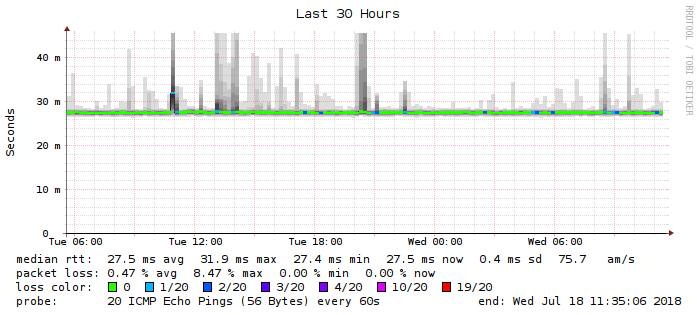 Last 30 Hours
RRDTOOL / TOBI OETIKER
Seconds
40 m
30 m
20 m
10 m
0
Tue 06:00 Tue 12:00 Tue 18:00 Wed 00:00 Wed 06:00
median rtt: 27.5 ms avg 31.9 ms max 27.4 ms min 27.5 ms now 0.4 ms sd 75.7 am/s
packet loss: 0.47 % avg 8.47 % max 0.00 % min 0.00 % now
loss color: 0 1/20 2/20 3/20 4/20 10/20 19/20
probe: 20 ICMP Echo Pings (56 Bytes) every 60s end: Wed Jul 18 11:35:06 2018